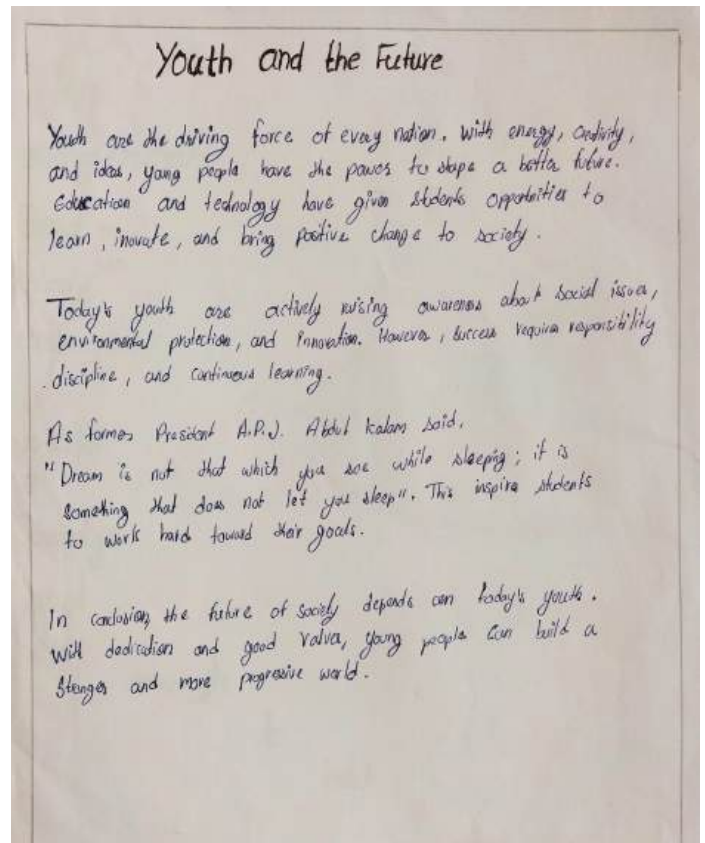 Youth and the Future
Youth are the driving force of every nation. With energy, creativity,
and ideas, young people have the power to shape a better future.
Education and technology have given students opportunities to
learn, inovate, and bring positive change to society.
Today's youth are actively raising awareness about social issues,
environmental protection, and innovation. However, success requires responsibility
discipline, and continuous learning.
As former President A.P.J. Abdul Kalam said,
"Dream is not that which you see while sleeping; it is
something that does not let you sleep". This inspire students
to work hard toward their goals.
In conclusion, the future of society depends on today's youth.
With dedication and good values, young people can build a
stronger and more progressive world.